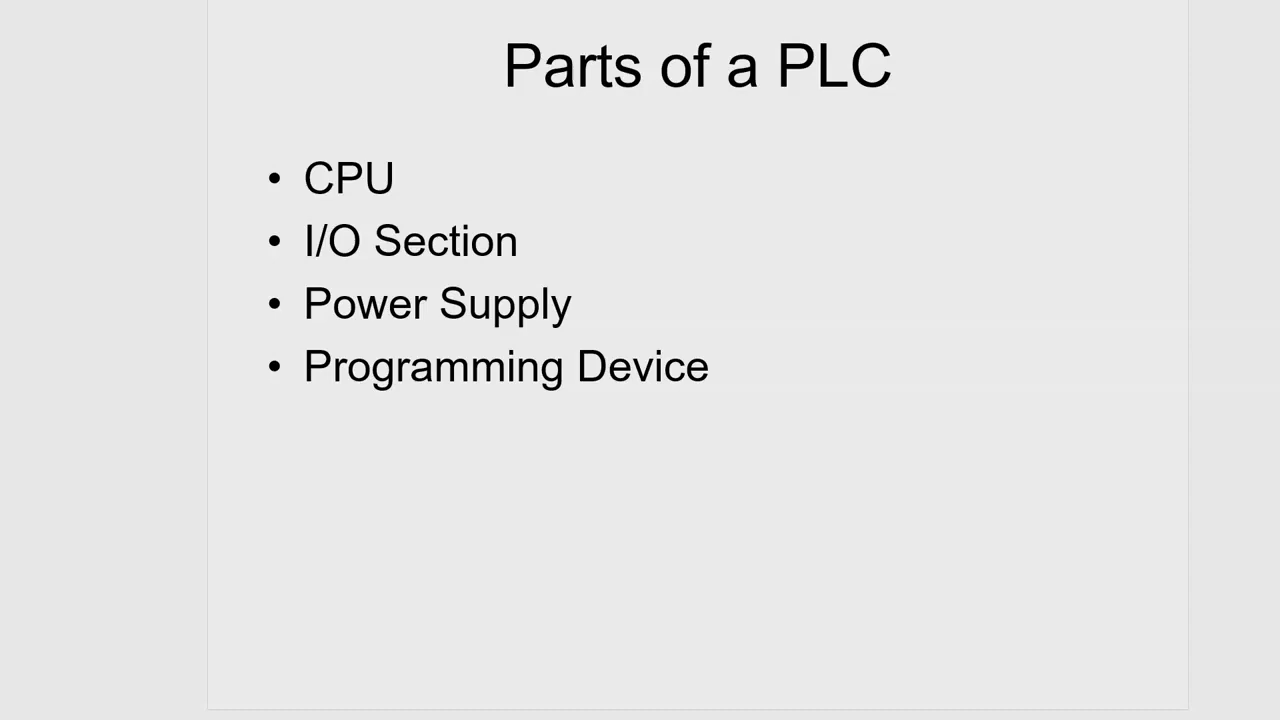 Parts of a PLC
• CPU
• I/O Section
• Power Supply
• Programming Device